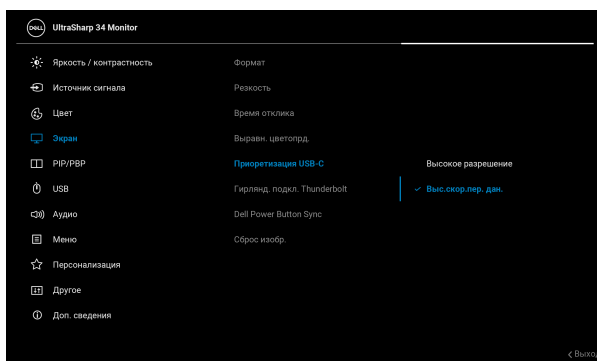 DELL UltraSharp 34 Monitor
Яркость / контрастность
Формат
Источник сигнала
Резкость
Цвет
Время отклика
Экран
Выравн. цветопрд.
PIP/PBP
Приоретизация USB-C
Высокое разрешение
USB
Гирлянд. подкл. Thunderbolt
Выс.скор.пер. дан.
Аудио
Dell Power Button Sync
Меню
Сброс изобр.
Персонализация
Другое
Доп. сведения
Выхо